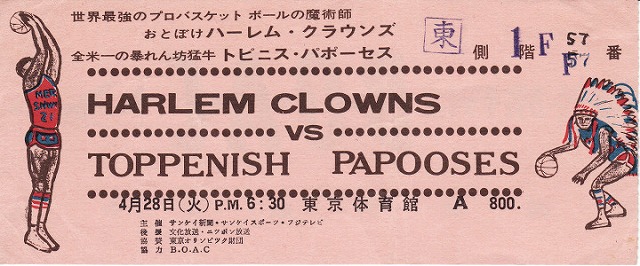 世界最強のプロバスケット ボールの魔術師
おとぼけ ハーレム・クラウンズ
全米一の暴れん坊猛牛 トピニス・パポーセス
東 側 1 階 F 57 番
F 57
HARLEM CLOWNS
VS
TOPPENISH PAPOOSES
4月28日(火) P.M. 6:30 東京体育館 A 800.
主催 サンケイ新聞・サンケイスポーツ・フジテレビ
後援 文化放送・ニッポン放送
協賛 東京オリンピック財団
協力 B.O.A.C